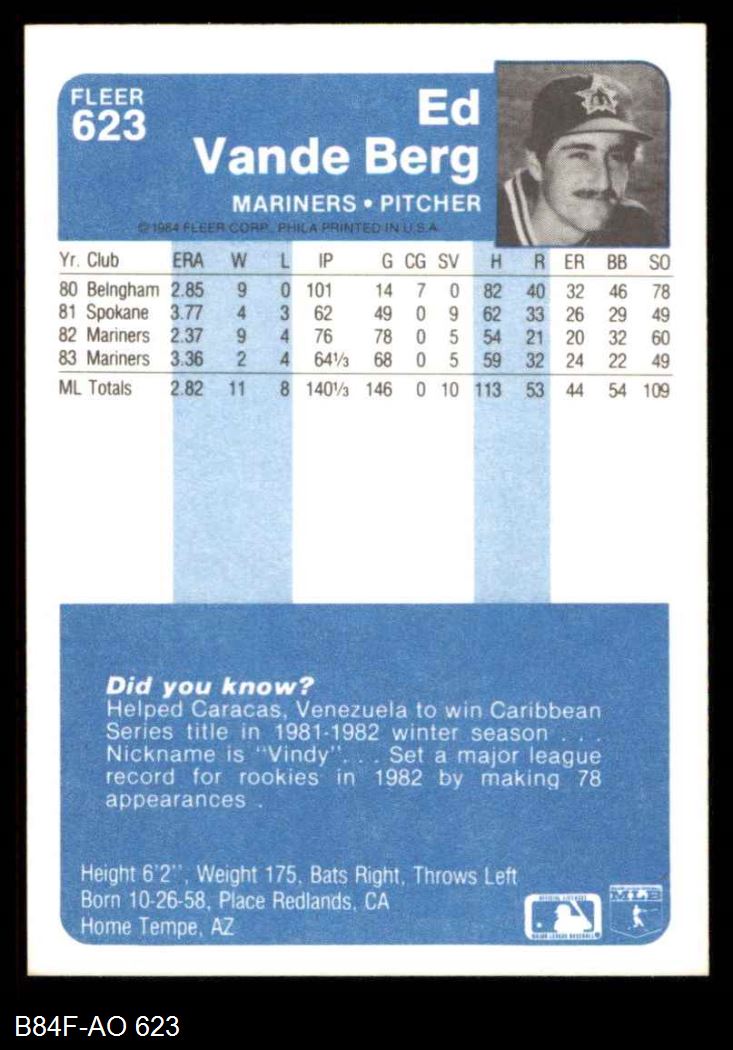 FLEER
623
Ed
Vande Berg
MARINERS • PITCHER
© 1984 FLEER CORP., PHILA PRINTED IN U.S.A.
Yr. Club ERA W L IP G CG SV H R ER BB SO
80 Belngham 2.85 9 0 101 14 7 0 82 40 32 46 78
81 Spokane 3.77 4 3 62 49 0 9 62 33 26 29 49
82 Mariners 2.37 9 4 76 78 0 5 54 21 20 32 60
83 Mariners 3.36 2 4 64⅓ 68 0 5 59 32 24 22 49
ML Totals 2.82 11 8 140⅓ 146 0 10 113 53 44 54 109
Did you know?
Helped Caracas, Venezuela to win Caribbean
Series title in 1981-1982 winter season . . .
Nickname is "Vindy". . . Set a major league
record for rookies in 1982 by making 78
appearances .
Height 6'2", Weight 175, Bats Right, Throws Left
Born 10-26-58, Place Redlands, CA
Home Tempe, AZ
MLB
B84F-AO 623